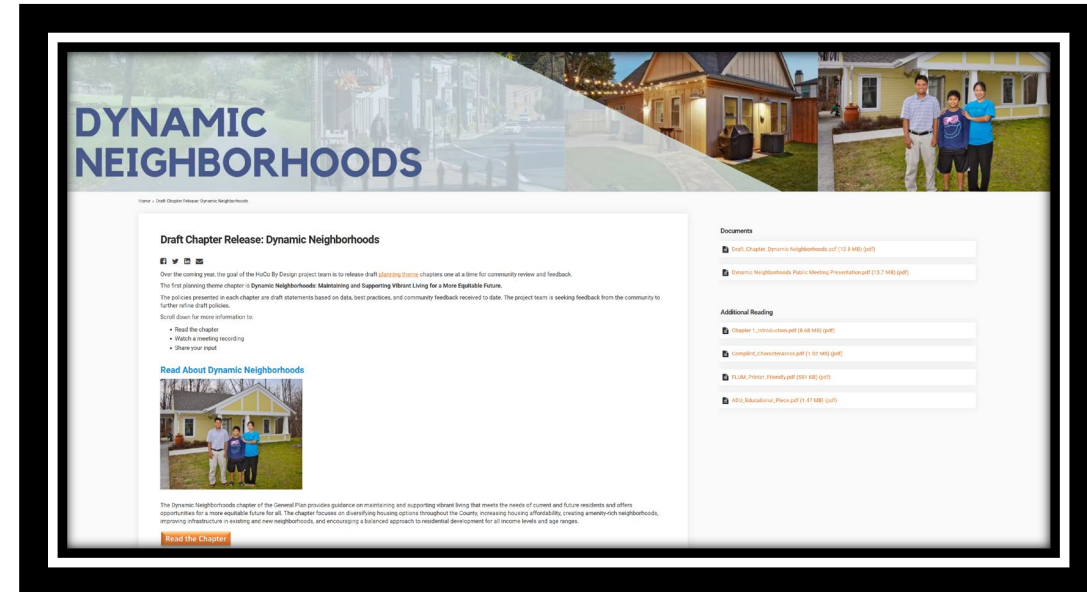 DYNAMIC
NEIGHBORHOODS
Home » Draft Chapter Release: Dynamic Neighborhoods
Draft Chapter Release: Dynamic Neighborhoods
Over the coming year, the goal of the HoCo By Design project team is to release draft planning theme chapters one at a time for community review and feedback.
The first planning theme chapter is Dynamic Neighborhoods: Maintaining and Supporting Vibrant Living for a More Equitable Future.
The policies presented in each chapter are draft statements based on data, best practices, and community feedback received to date. The project team is seeking feedback from the community to
further refine draft policies.
Scroll down for more information to:
• Read the chapter
• Watch a meeting recording
• Share your input
Read About Dynamic Neighborhoods
The Dynamic Neighborhoods chapter of the General Plan provides guidance on maintaining and supporting vibrant living that meets the needs of current and future residents and offers
opportunities for a more equitable future for all. The chapter focuses on diversifying housing options throughout the County, increasing housing affordability, creating amenity-rich neighborhoods,
improving infrastructure in existing and new neighborhoods, and encouraging a balanced approach to residential development for all income levels and age ranges.
Read the Chapter
Documents
Draft_Chapter_Dynamic Neighborhoods.pdf (12.8 MB) (pdf)
Dynamic Neighborhoods Public Meeting Presentation.pdf (13.7 MB) (pdf)
Additional Reading
Chapter 1_Introduction.pdf (8.68 MB) (pdf)
(1.52 MB) (pdf)
FLUM_Printer_Friendly.pdf (581 KB) (pdf)
ADU_Educational_Piece.pdf (1.47 MB) (pdf)